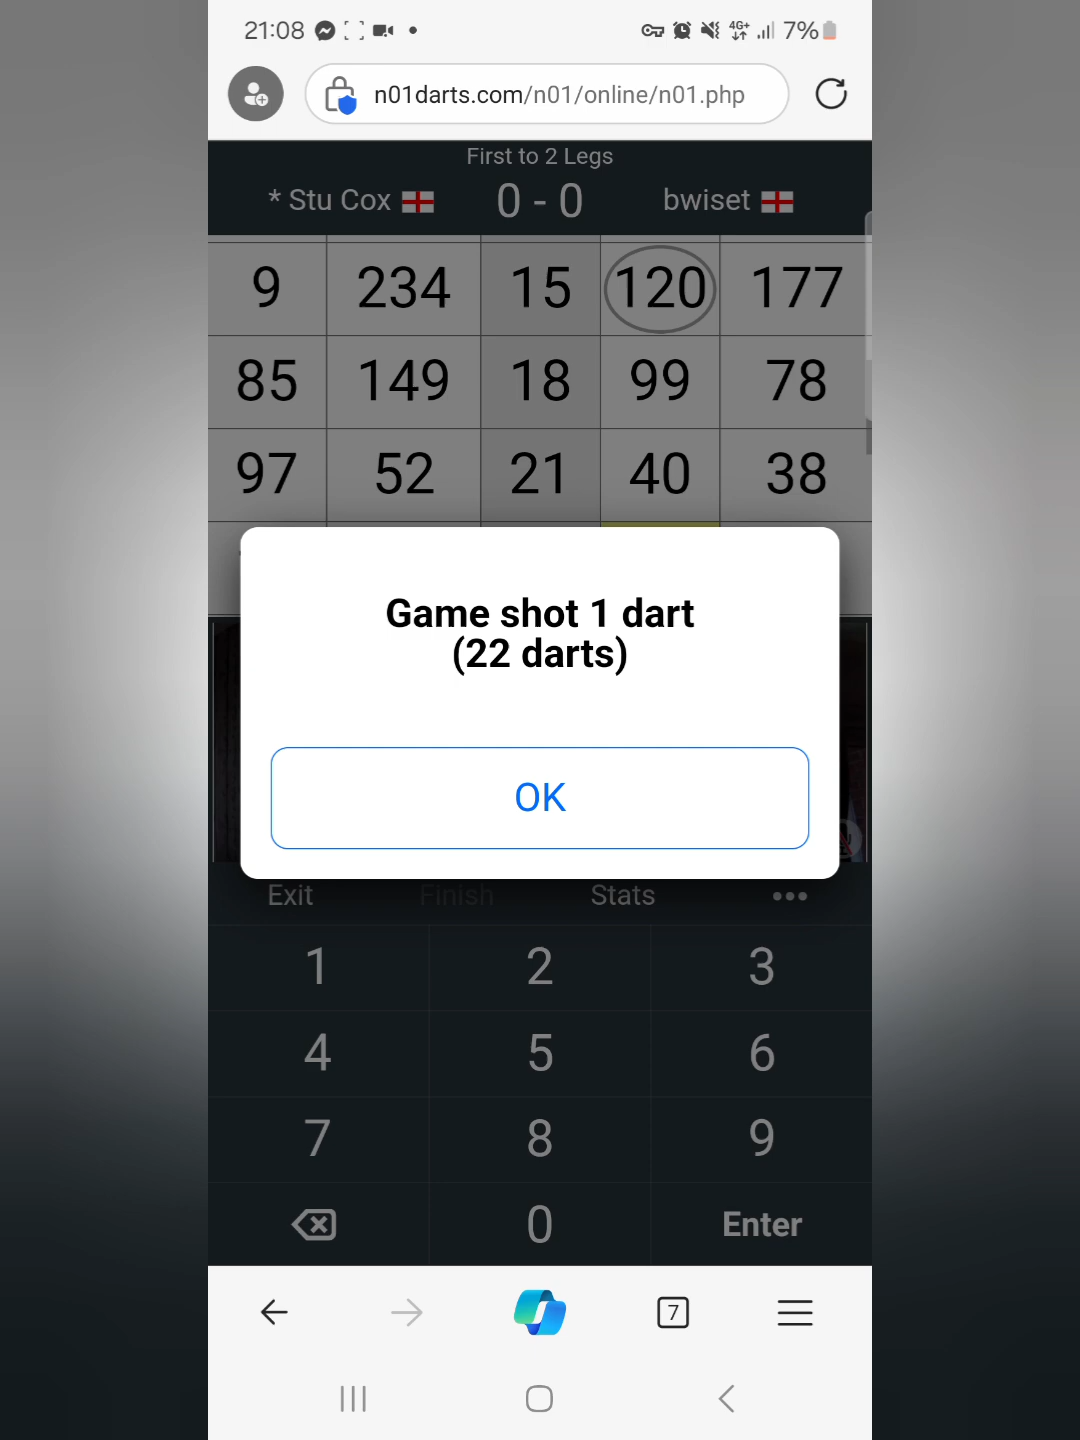 21:08 4G+ 7%
n01darts.com/n01/online/n01.php
First to 2 Legs
* Stu Cox 0 - 0 bwiset
9 234 15 120 177
85 149 18 99 78
97 52 21 40 38
Game shot 1 dart
(22 darts)
OK
Exit Finish Stats
1 2 3
4 5 6
7 8 9
0 Enter
7